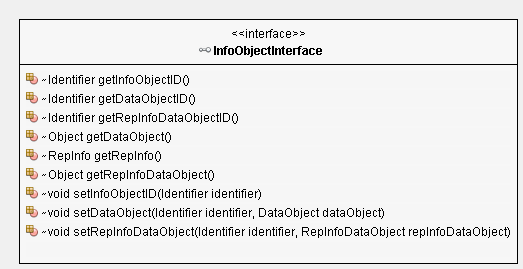 <<interface>>
InfoObjectInterface
~Identifier getInfoObjectID()
~Identifier getDataObjectID()
~Identifier getRepInfoDataObjectID()
~Object getDataObject()
~RepInfo getRepInfo()
~Object getRepInfoDataObject()
~void setInfoObjectID(Identifier identifier)
~void setDataObject(Identifier identifier, DataObject dataObject)
~void setRepInfoDataObject(Identifier identifier, RepInfoDataObject repInfoDataObject)